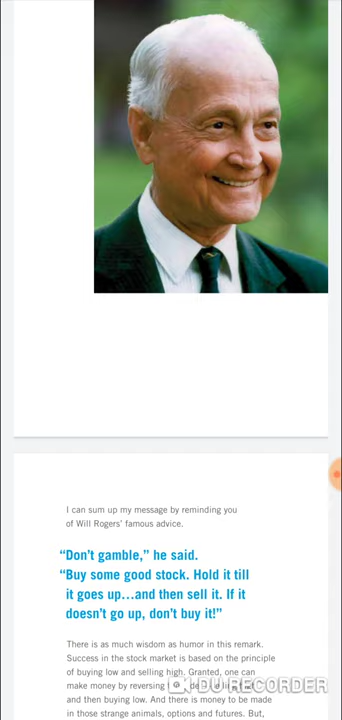 I can sum up my message by reminding you
of Will Rogers’ famous advice.
“Don’t gamble,” he said.
“Buy some good stock. Hold it till
it goes up…and then sell it. If it
doesn’t go up, don’t buy it!”
There is as much wisdom as humor in this remark.
Success in the stock market is based on the principle
of buying low and selling high. Granted, one can
make money by reversing
and then buying low. And there is money to be made
in those strange animals, options and futures. But,
DU RECORDER